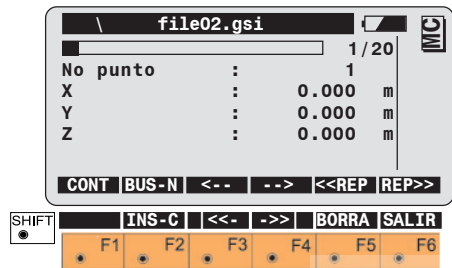 \ file02.gsi
MC
1/20
No punto : 1
X : 0.000 m
Y : 0.000 m
Z : 0.000 m
CONT BUS-N <-- --> <<REP REP>>
SHIFT INS-C <<- ->> BORRA SALIR
F1 F2 F3 F4 F5 F6